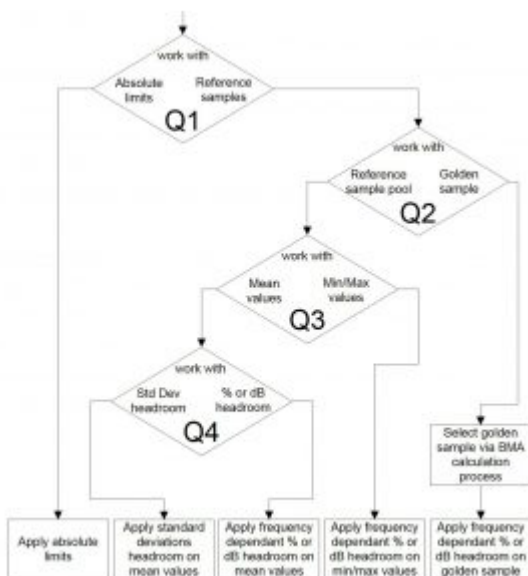 work with
Absolute limits
Reference samples
Q1
work with
Reference sample pool
Golden sample
Q2
work with
Mean values
Min/Max values
Q3
work with
Std Dev headroom
% or dB headroom
Q4
Select golden
sample via BMA
calculation
process
Apply absolute
limits
Apply standard
deviations
headroom on
mean values
Apply frequency
dependant % or
dB headroom on
mean values
Apply frequency
dependant % or
dB headroom on
min/max values
Apply frequency
dependant % or
dB headroom on
golden sample